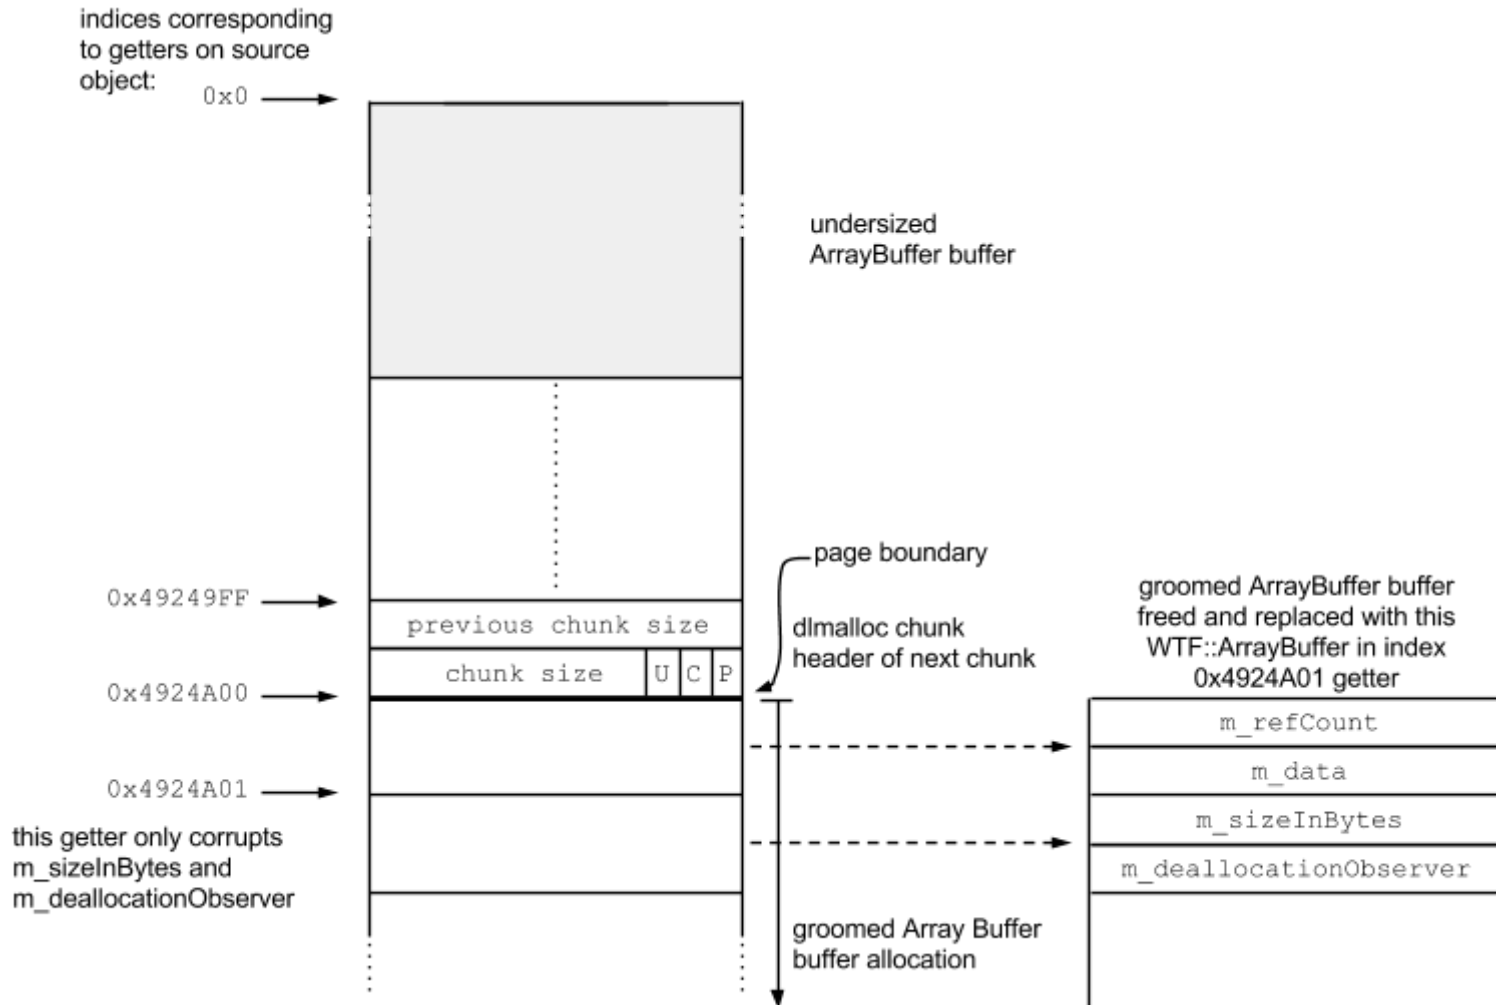 indices corresponding
to getters on source
object:
0x0
undersized
ArrayBuffer buffer
page boundary
0x49249FF
previous chunk size
dlmalloc chunk
header of next chunk
chunk size U C P
0x4924A00
groomed ArrayBuffer buffer
freed and replaced with this
WTF::ArrayBuffer in index
0x4924A01 getter
m_refCount
m_data
m_sizeInBytes
m_deallocationObserver
0x4924A01
this getter only corrupts
m_sizeInBytes and
m_deallocationObserver
groomed Array Buffer
buffer allocation